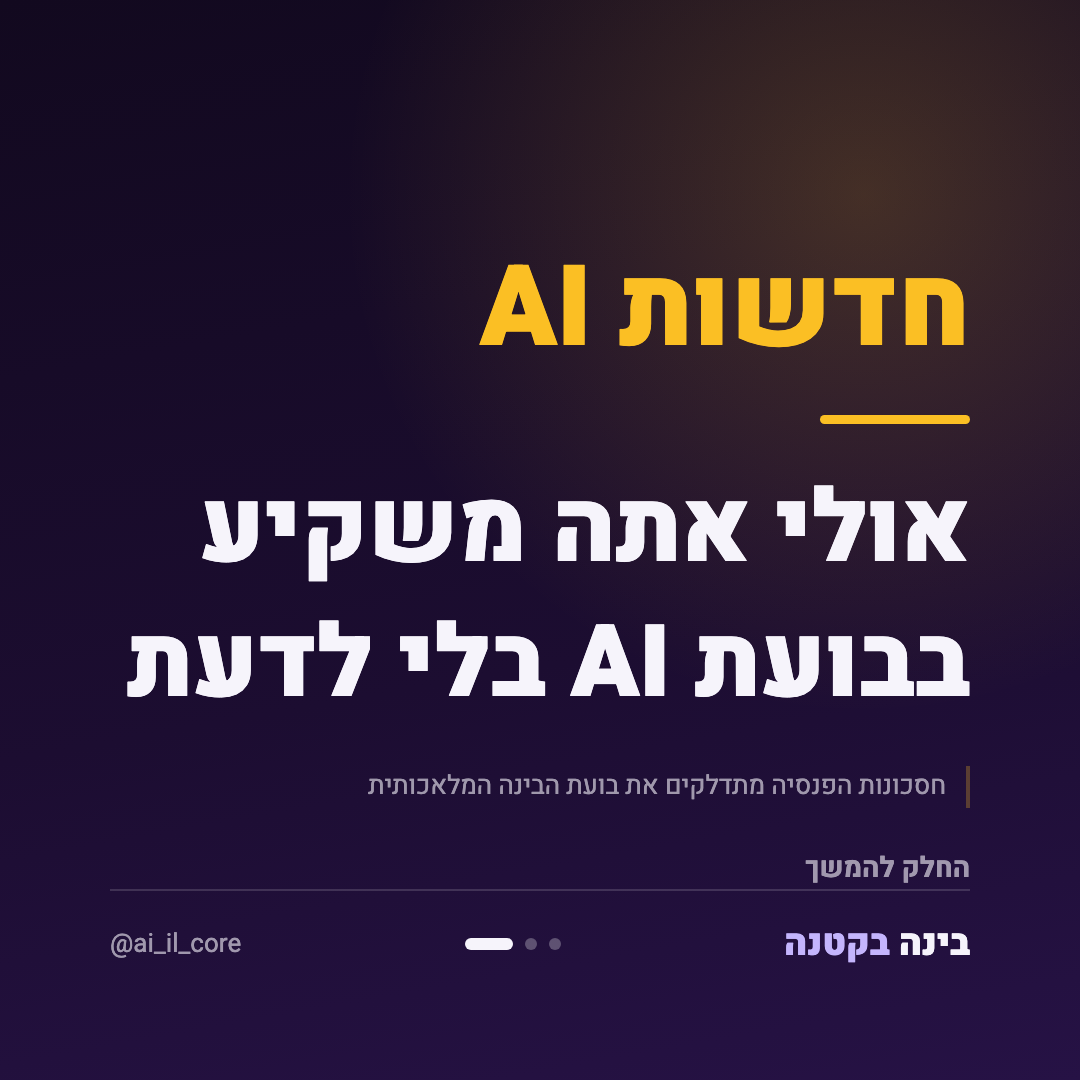 חדשות AI
אולי אתה משקיע
בבועת AI בלי לדעת
חסכונות הפנסיה מתדלקים את בועת הבינה המלאכותית
החלק להמשך
בינה בקטנה
@ai_il_core